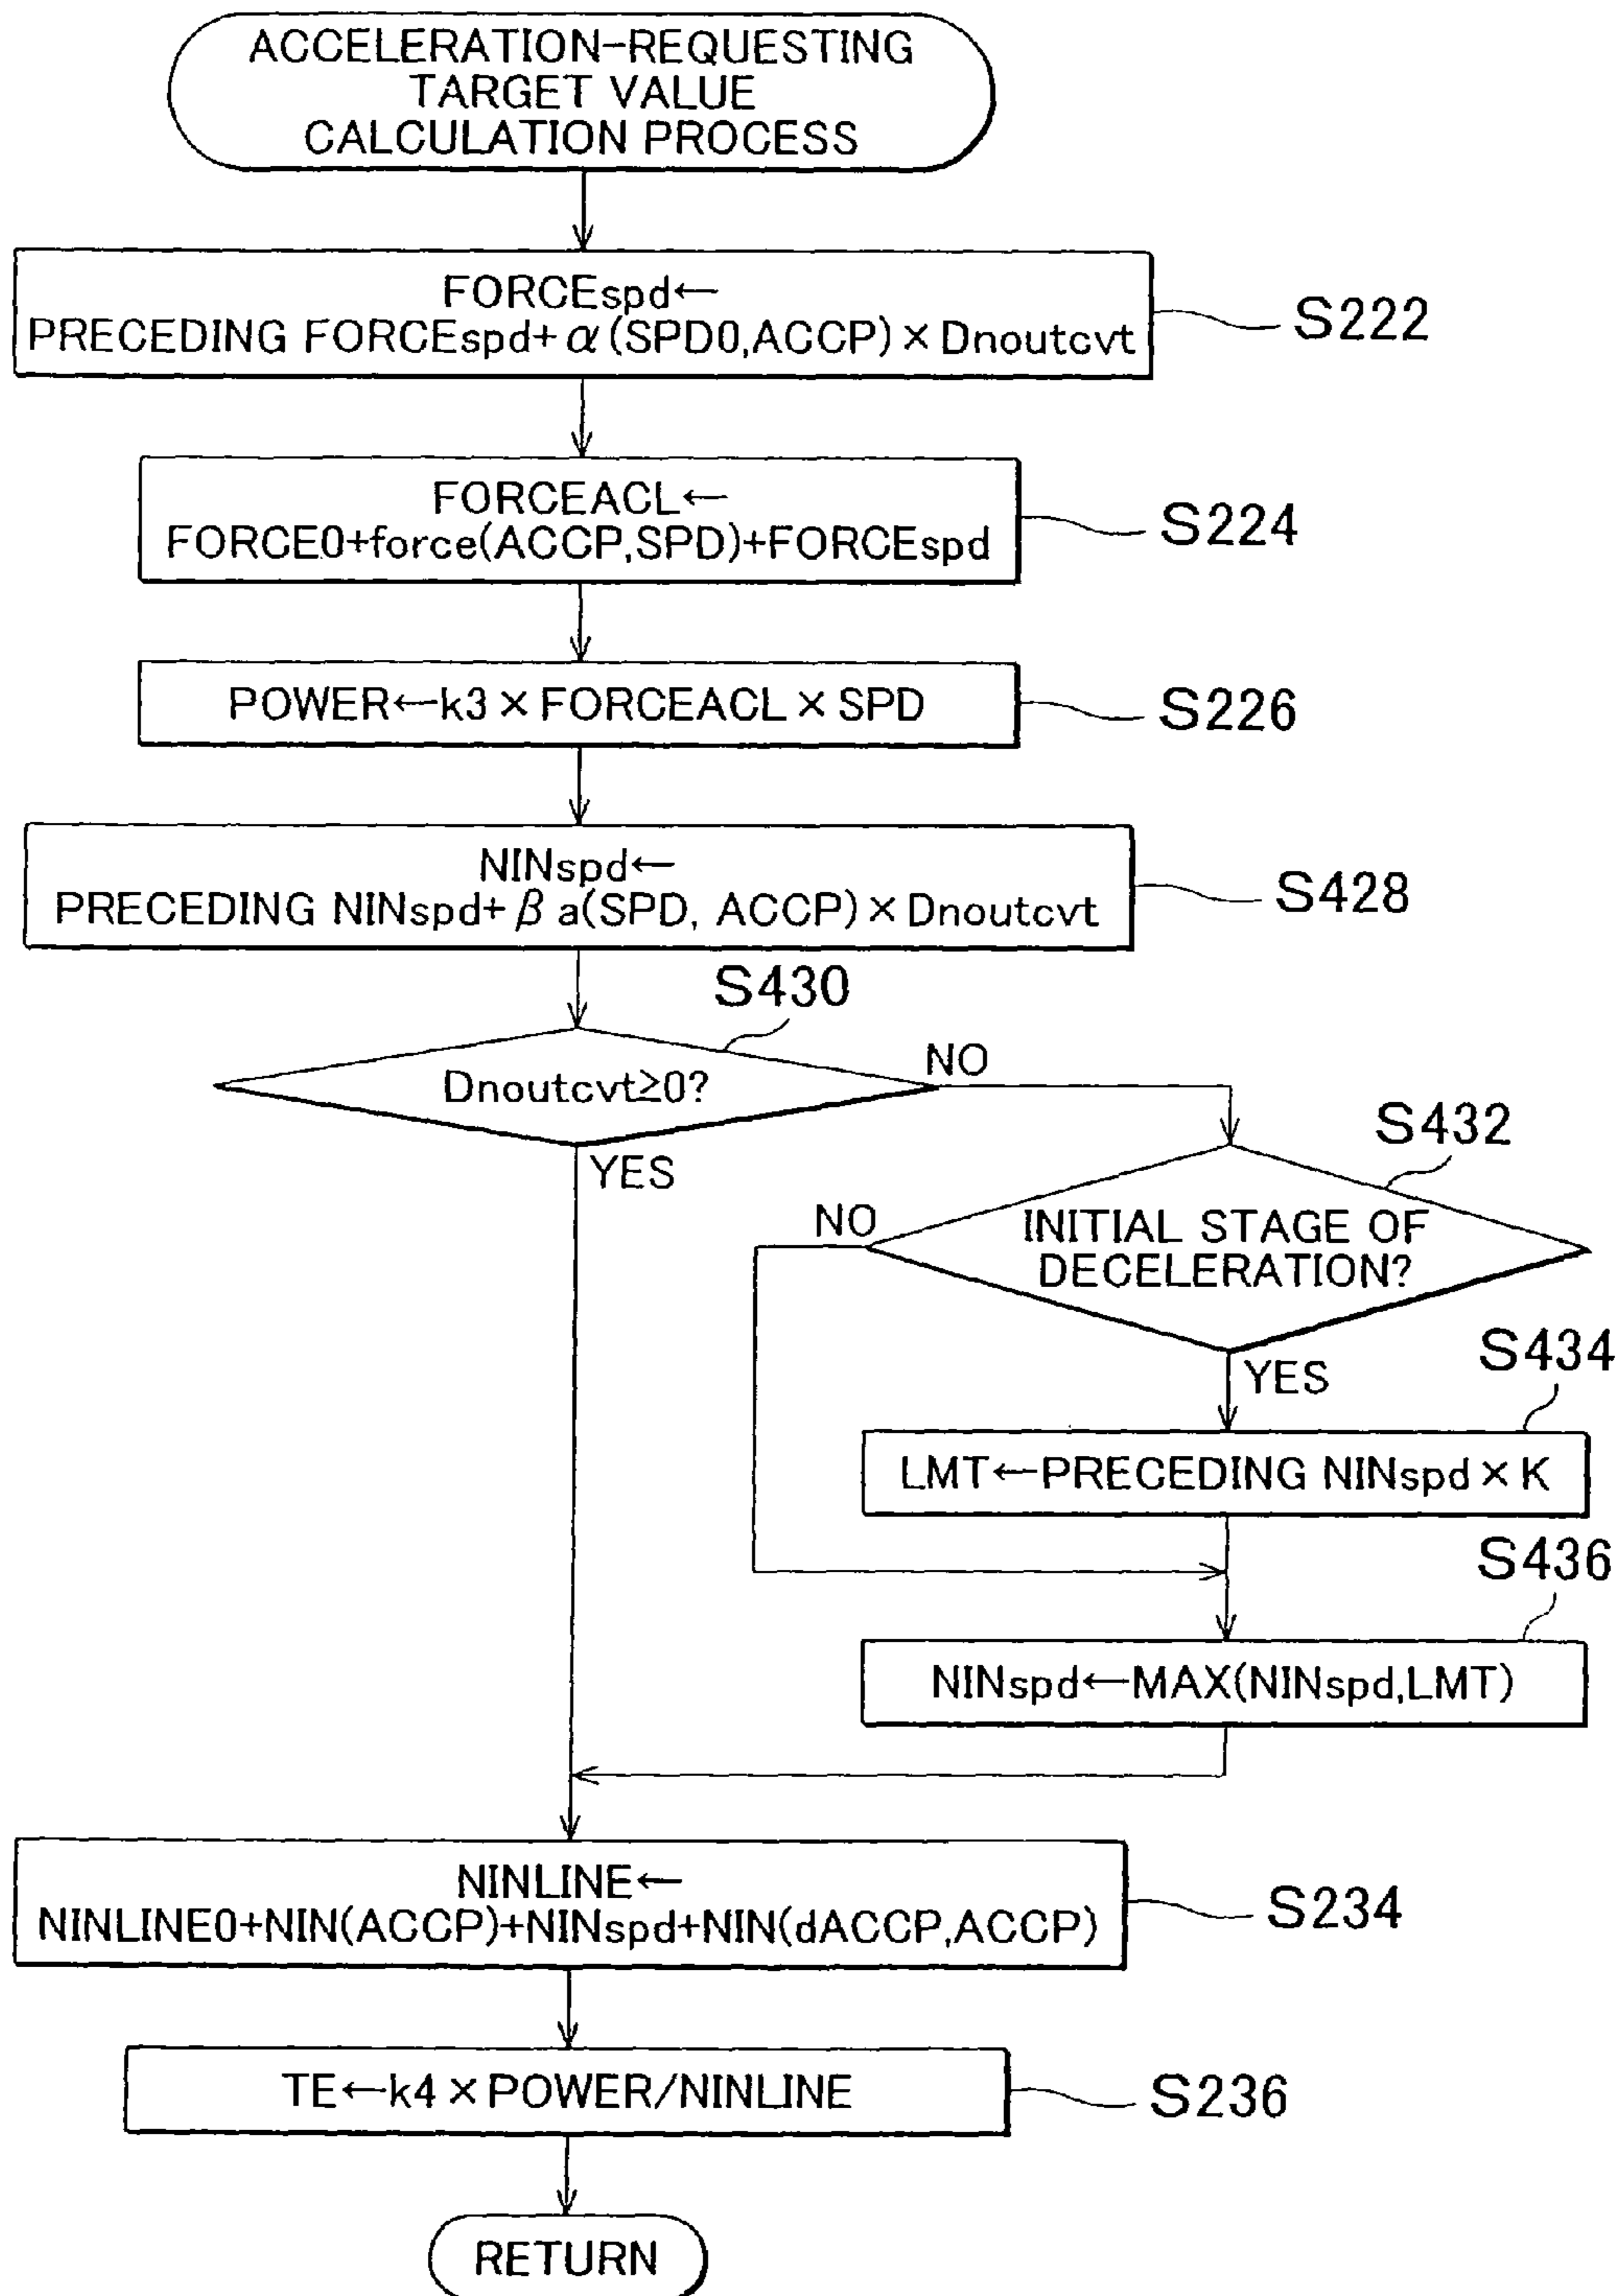 ACCELERATION-REQUESTING
TARGET VALUE
CALCULATION PROCESS
FORCEspd←
PRECEDING FORCEspd+α(SPD0,ACCP)×Dnoutcvt
S222
FORCEACL←
FORCE0+force(ACCP,SPD)+FORCEspd
S224
POWER←k3×FORCEACL×SPD
S226
NINspd←
PRECEDING NINspd+βa(SPD, ACCP)×Dnoutcvt
S428
S430
Dnoutcvt≥0?
NO
YES
S432
INITIAL STAGE OF
DECELERATION?
NO
YES
S434
LMT←PRECEDING NINspd×K
S436
NINspd←MAX(NINspd,LMT)
NINLINE←
NINLINE0+NIN(ACCP)+NINspd+NIN(dACCP,ACCP)
S234
TE←k4×POWER/NINLINE
S236
RETURN